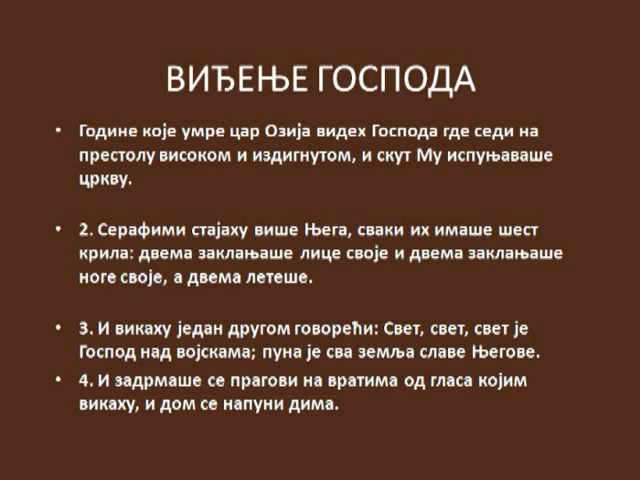 ВИЂЕЊЕ ГОСПОДА
• Године које умре цар Озија видех Господа где седи на
престолу високом и издигнутом, и скут Му испуњаваше
цркву.
• 2. Серафими стајаху више Њега, сваки их имаше шест
крила: двема заклањаше лице своје и двема заклањаше
ноге своје, а двема летеше.
• 3. И викаху један другом говорећи: Свет, свет, свет је
Господ над војскама; пуна је сва земља славе Његове.
• 4. И задрмаше се прагови на вратима од гласа којим
викаху, и дом се напуни дима.